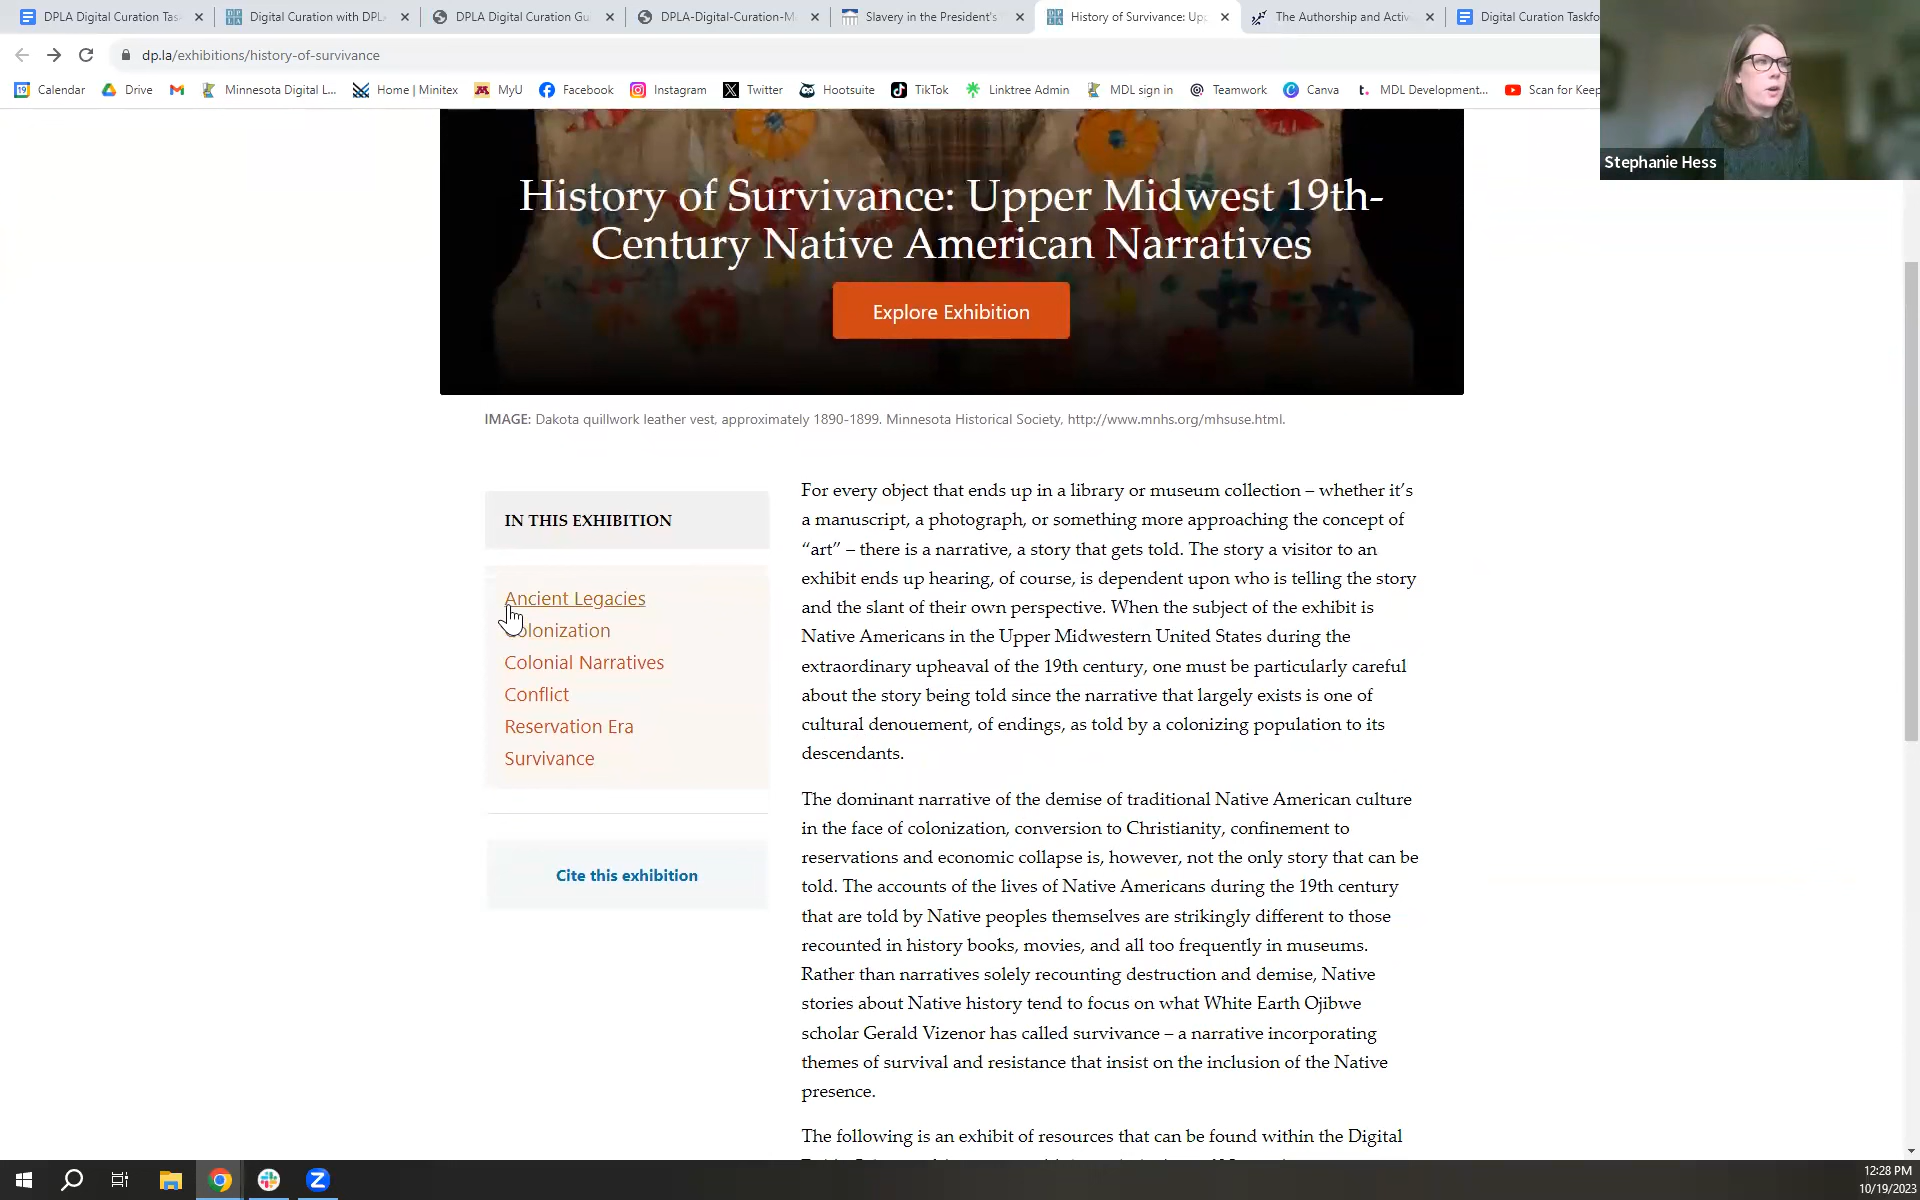 DPLA Digital Curation Tas
Digital Curation with DPL
DPLA Digital Curation Gu
DPLA-Digital-Curation-M
Slavery in the President's
History of Survivance: Upp
The Authorship and Activ
Digital Curation Taskfo
dp.la/exhibitions/history-of-survivance
19
Calendar
Drive
Minnesota Digital L...
Home | Minitex
MyU
Facebook
Instagram
Twitter
Hootsuite
TikTok
Linktree Admin
MDL sign in
Teamwork
Canva
MDL Development...
Scan for Keep
Stephanie Hess
History of Survivance: Upper Midwest 19th-
Century Native American Narratives
Explore Exhibition
IMAGE: Dakota quillwork leather vest, approximately 1890-1899. Minnesota Historical Society, http://www.mnhs.org/mhsuse.html.
IN THIS EXHIBITION
Ancient Legacies
Colonization
Colonial Narratives
Conflict
Reservation Era
Survivance
Cite this exhibition
For every object that ends up in a library or museum collection – whether it's
a manuscript, a photograph, or something more approaching the concept of
“art” – there is a narrative, a story that gets told. The story a visitor to an
exhibit ends up hearing, of course, is dependent upon who is telling the story
and the slant of their own perspective. When the subject of the exhibit is
Native Americans in the Upper Midwestern United States during the
extraordinary upheaval of the 19th century, one must be particularly careful
about the story being told since the narrative that largely exists is one of
cultural denouement, of endings, as told by a colonizing population to its
descendants.
The dominant narrative of the demise of traditional Native American culture
in the face of colonization, conversion to Christianity, confinement to
reservations and economic collapse is, however, not the only story that can be
told. The accounts of the lives of Native Americans during the 19th century
that are told by Native peoples themselves are strikingly different to those
recounted in history books, movies, and all too frequently in museums.
Rather than narratives solely recounting destruction and demise, Native
stories about Native history tend to focus on what White Earth Ojibwe
scholar Gerald Vizenor has called survivance – a narrative incorporating
themes of survival and resistance that insist on the inclusion of the Native
presence.
The following is an exhibit of resources that can be found within the Digital
12:28 PM
10/19/2023